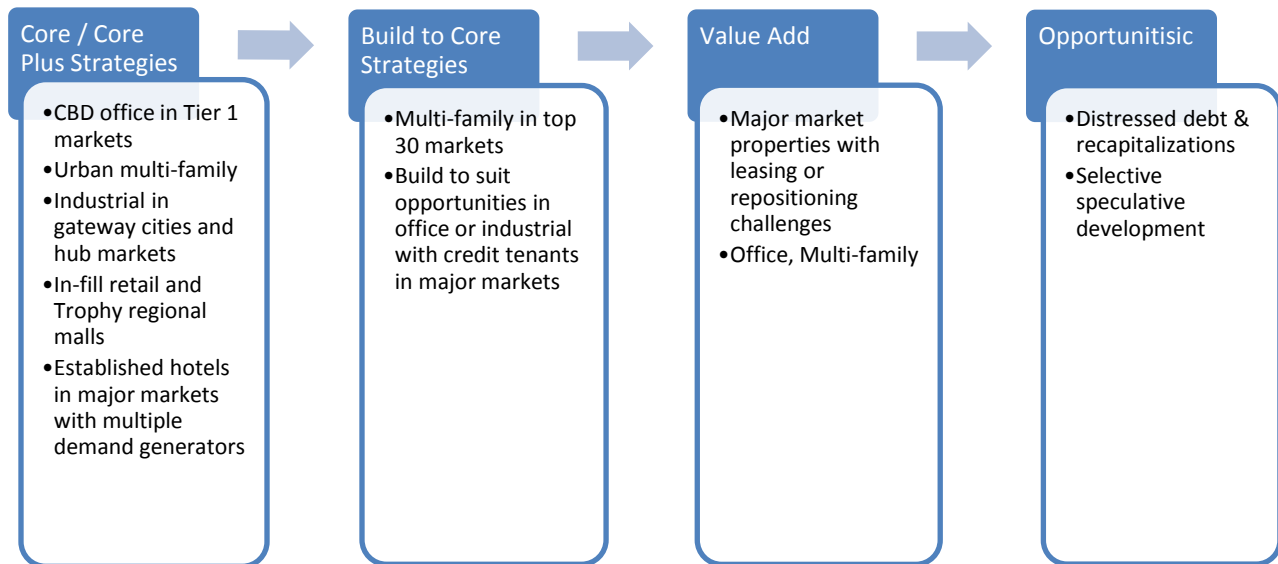 Core / Core
Plus Strategies
•CBD office in Tier 1
markets
•Urban multi-family
•Industrial in
gateway cities and
hub markets
•In-fill retail and
Trophy regional
malls
•Established hotels
in major markets
with multiple
demand generators
Build to Core
Strategies
•Multi-family in top
30 markets
•Build to suit
opportunities in
office or industrial
with credit tenants
in major markets
Value Add
•Major market
properties with
leasing or
repositioning
challenges
•Office, Multi-family
Opportunitisic
•Distressed debt &
recapitalizations
•Selective
speculative
development